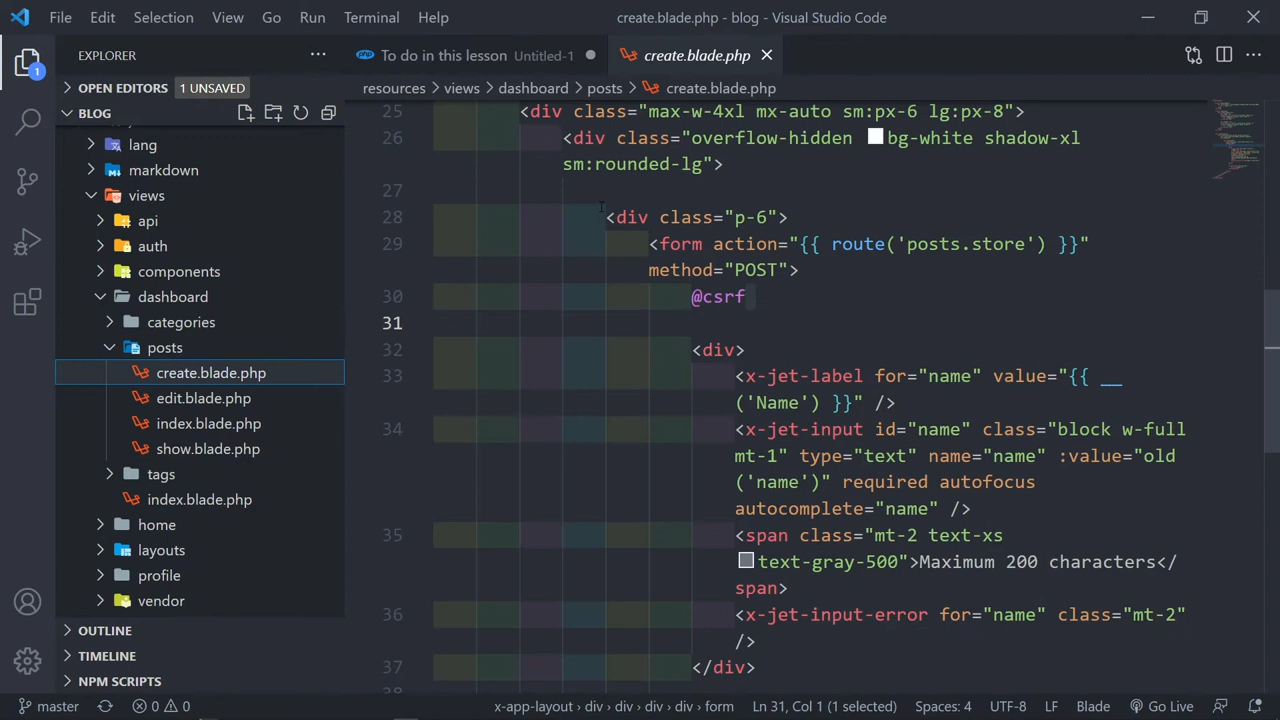 File Edit Selection View Go Run Terminal Help create.blade.php - blog - Visual Studio Code
EXPLORER
To do in this lesson Untitled-1
create.blade.php
1
OPEN EDITORS 1 UNSAVED
resources views dashboard posts create.blade.php
BLOG
lang
markdown
views
api
auth
components
dashboard
categories
posts
create.blade.php
edit.blade.php
index.blade.php
show.blade.php
tags
index.blade.php
home
layouts
profile
vendor
OUTLINE
TIMELINE
NPM SCRIPTS
25 <div class="max-w-4xl mx-auto sm:px-6 lg:px-8">
26 <div class="overflow-hidden bg-white shadow-xl
sm:rounded-lg">
27
28 <div class="p-6">
29 <form action="{{ route('posts.store') }}"
method="POST">
30 @csrf
31
32 <div>
33 <x-jet-label for="name" value="{{ __
('Name') }}" />
34 <x-jet-input id="name" class="block w-full
mt-1" type="text" name="name" :value="old
('name')" required autofocus
autocomplete="name" />
35 <span class="mt-2 text-xs
text-gray-500">Maximum 200 characters</
span>
36 <x-jet-input-error for="name" class="mt-2"
/>
37 </div>
38
master 0 0 x-app-layout › div › div › div › form Ln 31, Col 1 (1 selected) Spaces: 4 UTF-8 LF Blade Go Live